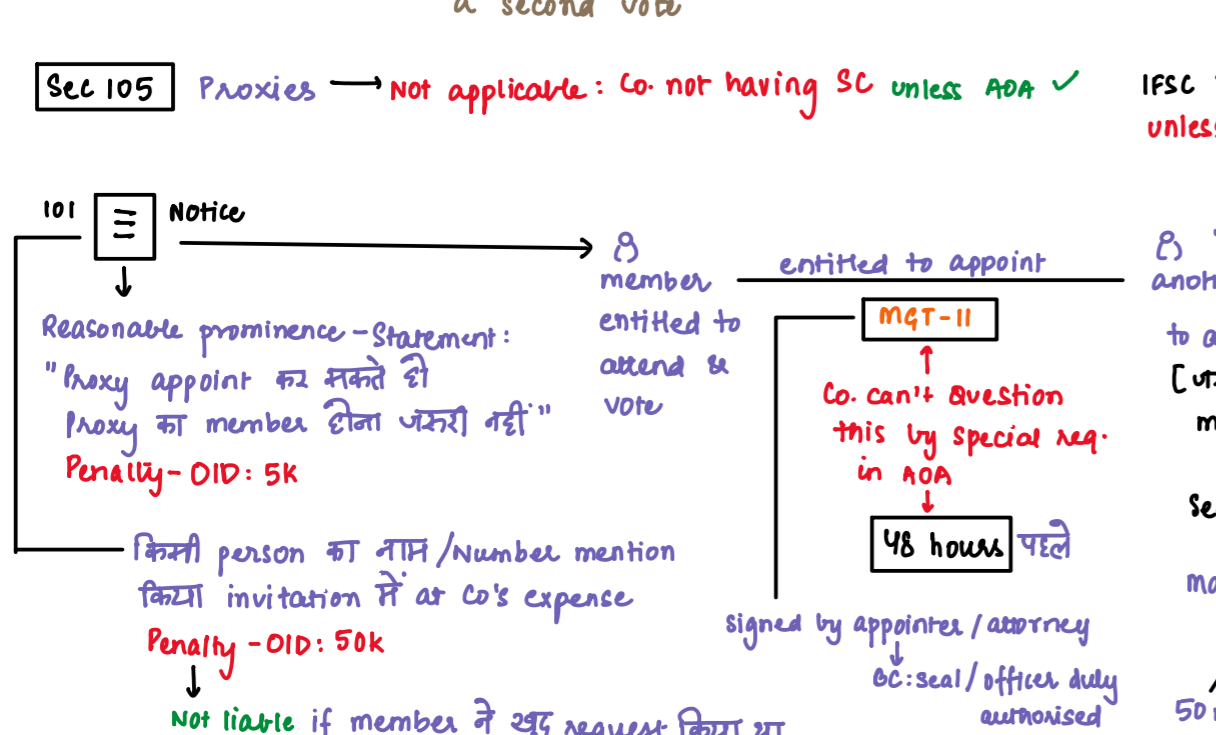 a second vote
Sec 105 Proxies → Not applicable : Co. not having SC unless AOA ✓
IFSC
unless
101 Notice
Reasonable prominence - Statement :
"Proxy appoint कर सकते हो
Proxy का member होना जरुरी नहीं"
Penalty - OID : 5K
member
entitled to
attend &
vote
entitled to appoint
MGT-11
Co. can't Question
this by special req.
in AOA
48 hours पहले
to a
किसी person का नाम / Number mention
किया invitation में at Co's expense
Penalty - OID : 50K
Not liable if member ने खुद request किया था
signed by appointer / attorney
BC : seal / officer duly
authorised
50